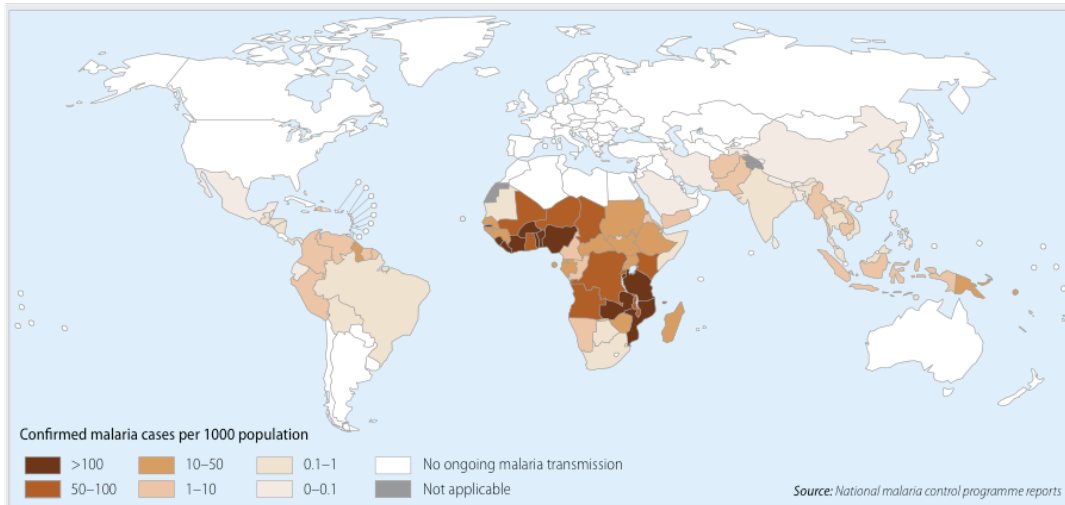 Confirmed malaria cases per 1000 population
>100
10–50
0.1–1
No ongoing malaria transmission
50–100
1–10
0–0.1
Not applicable
Source: National malaria control programme reports